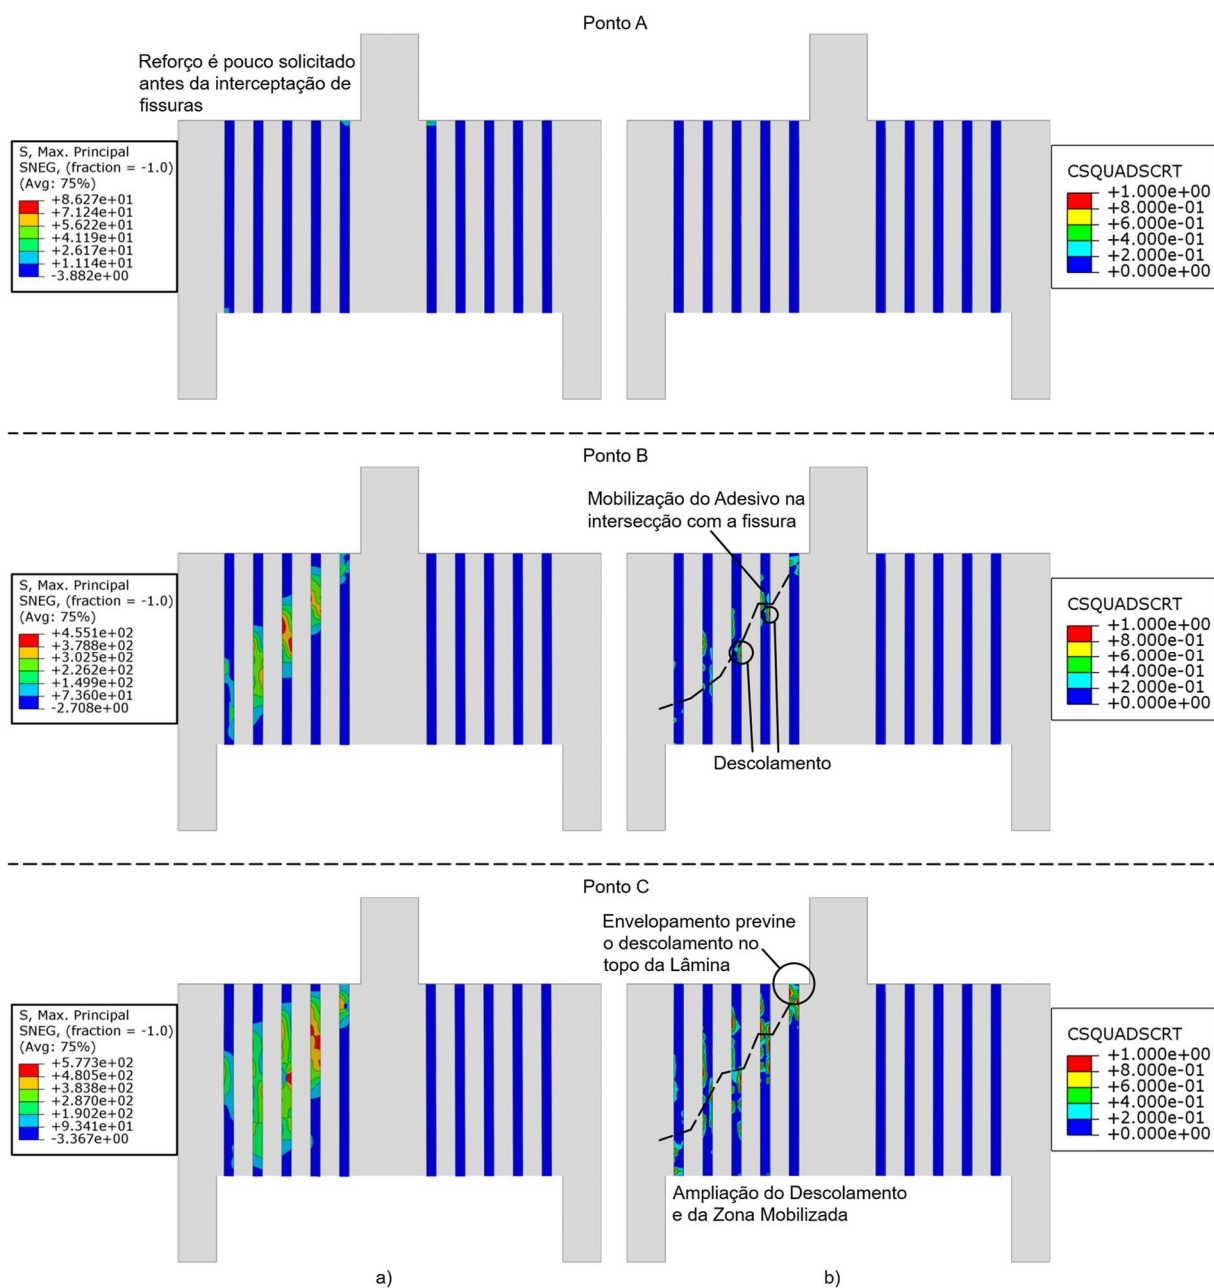 Ponto A
Reforço é pouco solicitado
antes da interceptação de
fissuras
S, Max. Principal
SNEG, (fraction = -1.0)
(Avg: 75%)
+8.627e+01
+7.124e+01
+5.622e+01
+4.119e+01
+2.617e+01
+1.114e+01
-3.882e+00
CSQUADSCRT
+1.000e+00
+8.000e-01
+6.000e-01
+4.000e-01
+2.000e-01
+0.000e+00
Ponto B
Mobilização do Adesivo na
intersecção com a fissura
S, Max. Principal
SNEG, (fraction = -1.0)
(Avg: 75%)
+4.551e+02
+3.788e+02
+3.025e+02
+2.262e+02
+1.499e+02
+7.360e+01
-2.708e+00
CSQUADSCRT
+1.000e+00
+8.000e-01
+6.000e-01
+4.000e-01
+2.000e-01
+0.000e+00
Descolamento
Ponto C
Envelopamento previne
o descolamento no
topo da Lâmina
S, Max. Principal
SNEG, (fraction = -1.0)
(Avg: 75%)
+5.773e+02
+4.805e+02
+3.838e+02
+2.870e+02
+1.902e+02
+9.341e+01
-3.367e+00
CSQUADSCRT
+1.000e+00
+8.000e-01
+6.000e-01
+4.000e-01
+2.000e-01
+0.000e+00
Ampliação do Descolamento
e da Zona Mobilizada
a)
b)